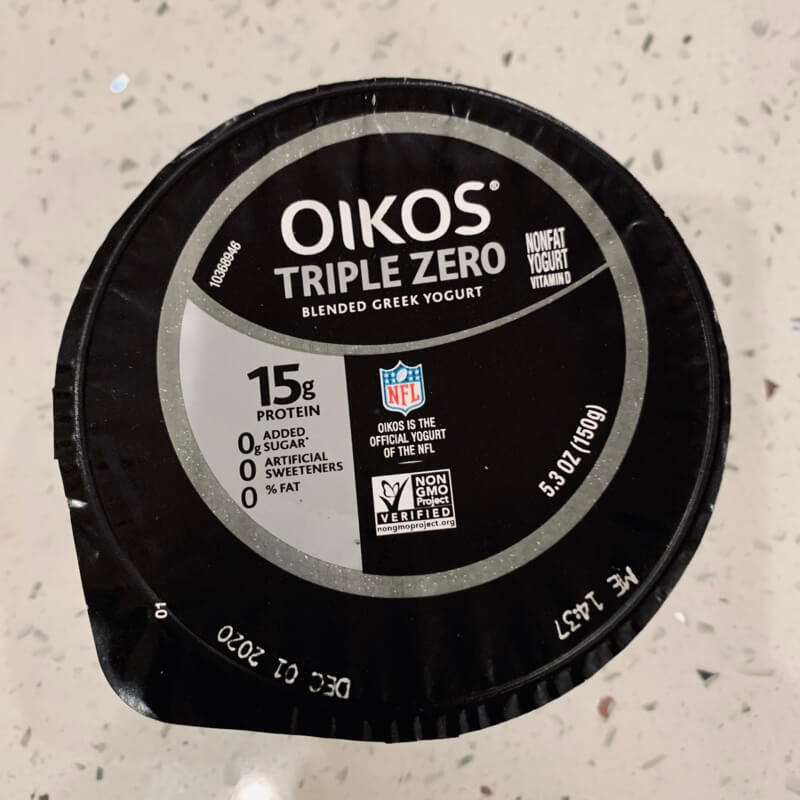 OIKOS®
TRIPLE ZERO
BLENDED GREEK YOGURT
10368946
NONFAT
YOGURT
VITAMIN D
15g
PROTEIN
0g ADDED
SUGAR*
0 ARTIFICIAL
SWEETENERS
0 % FAT
NFL
OIKOS IS THE
OFFICIAL YOGURT
OF THE NFL
NON
GMO
Project
VERIFIED
nongmoproject.org
5.3 OZ (150g)
01
DEC 01 2020
ME 1437